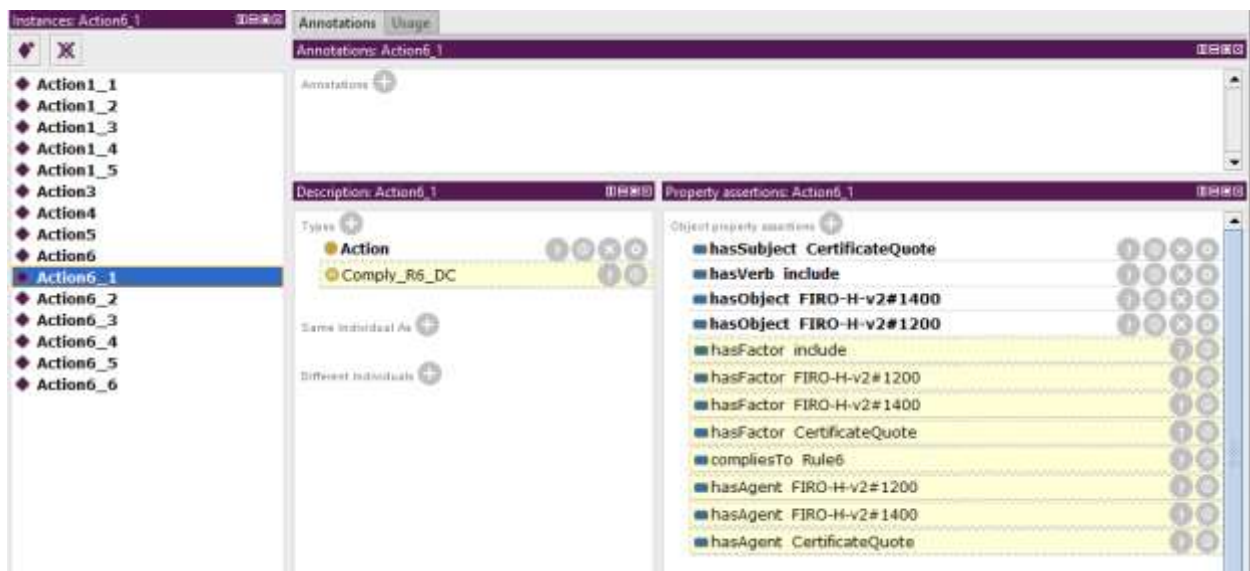 Instances: Action6_1
Action1_1
Action1_2
Action1_3
Action1_4
Action1_5
Action3
Action4
Action5
Action6
Action6_1
Action6_2
Action6_3
Action6_4
Action6_5
Action6_6
Annotations Usage
Annotations: Action6_1
Annotations
Description: Action6_1
Types
Action
Comply_R6_DC
Same Individual As
Different Individuals
Property assertions: Action6_1
Object property assertions
hasSubject CertificateQuote
hasVerb include
hasObject FIRO-H-v2#1400
hasObject FIRO-H-v2#1200
hasFactor include
hasFactor FIRO-H-v2#1200
hasFactor FIRO-H-v2#1400
hasFactor CertificateQuote
compliesTo Rule6
hasAgent FIRO-H-v2#1200
hasAgent FIRO-H-v2#1400
hasAgent CertificateQuote